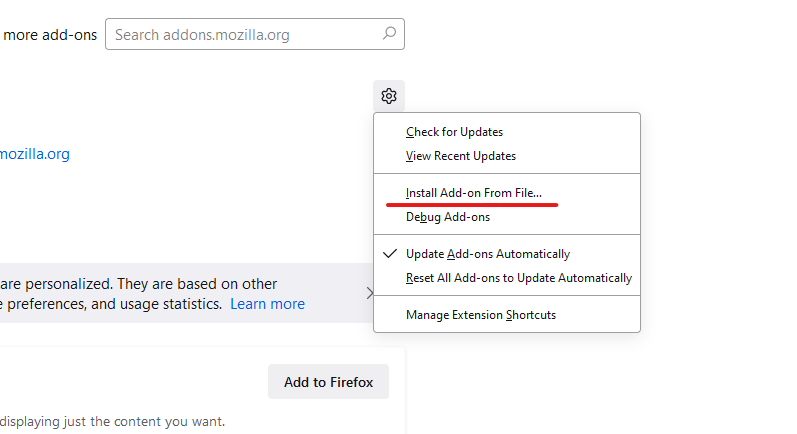 more add-ons
Search addons.mozilla.org
Check for Updates
View Recent Updates
mozilla.org
Install Add-on From File...
Debug Add-ons
Update Add-ons Automatically
are personalized. They are based on other
Reset All Add-ons to Update Automatically
preferences, and usage statistics. Learn more
Manage Extension Shortcuts
Add to Firefox
displaying just the content you want.